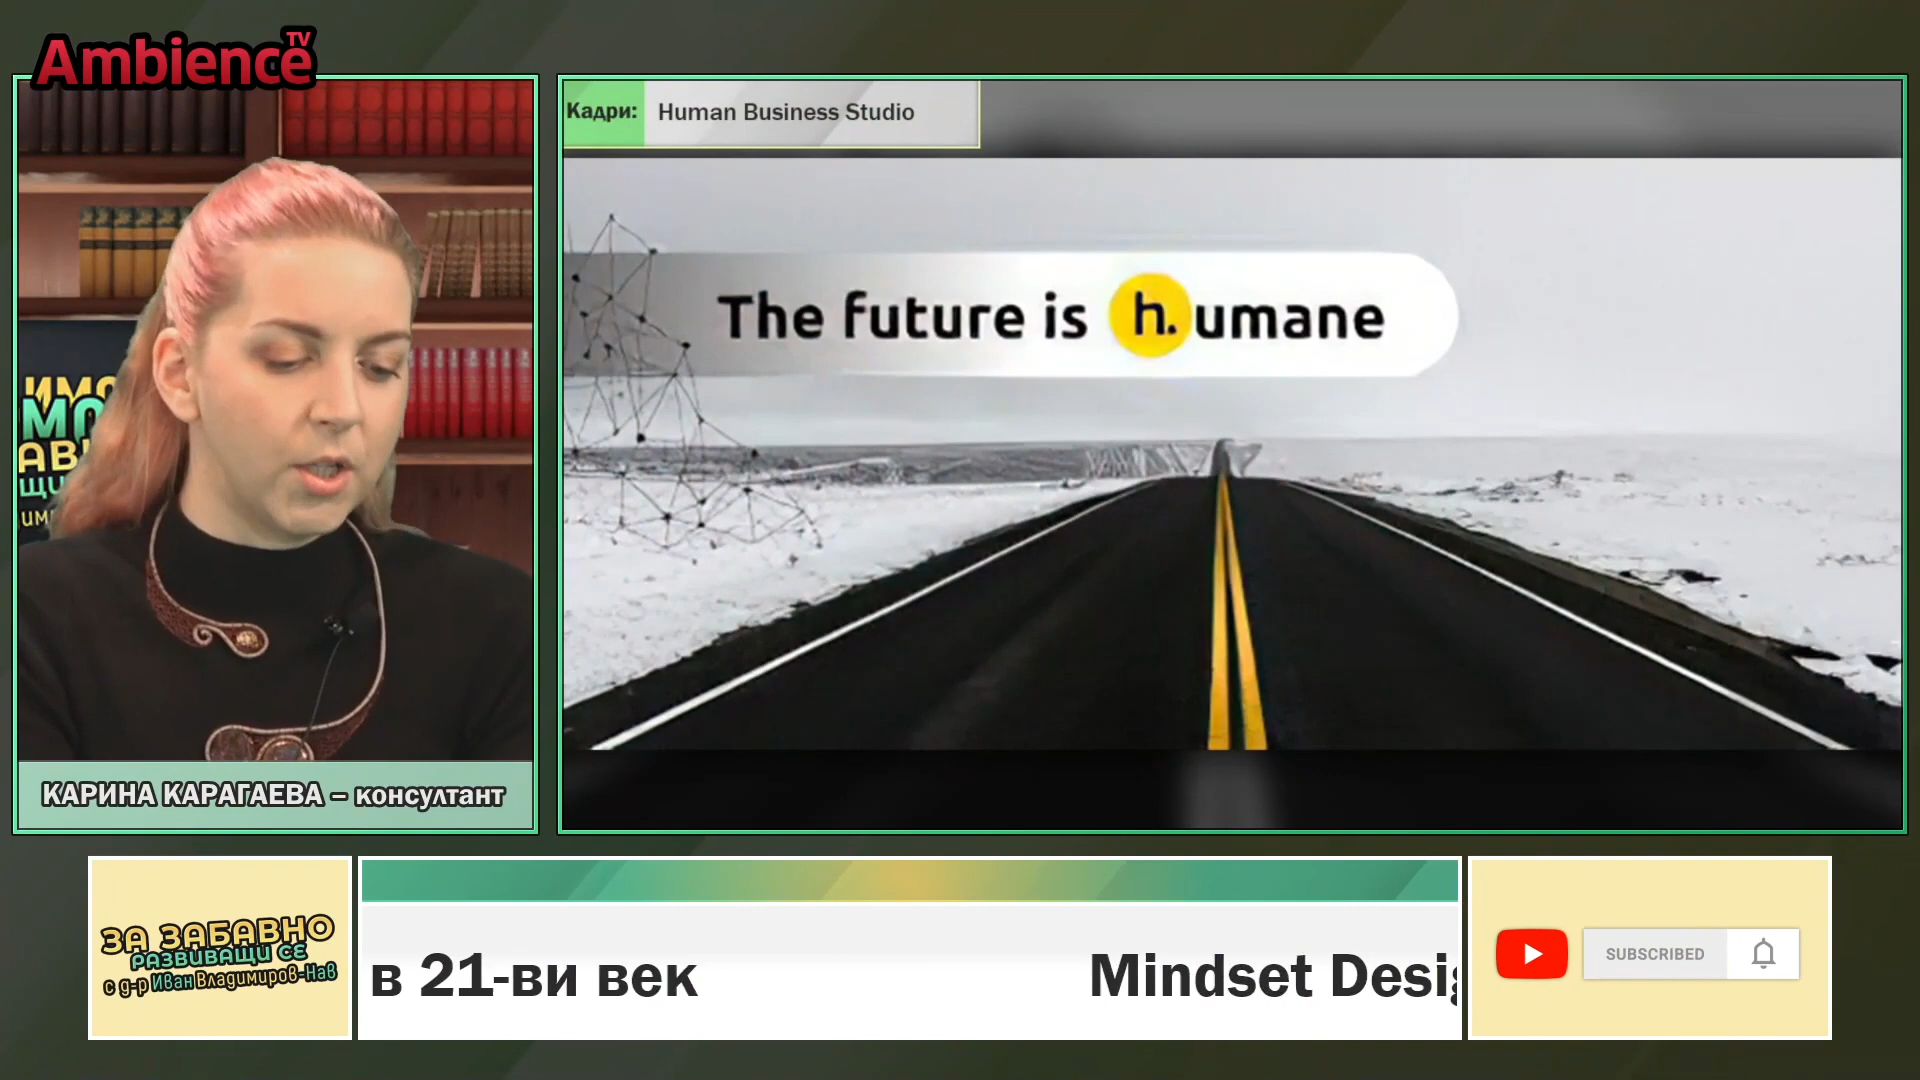 Ambience TV
Кадри: Human Business Studio
The future is h.umane
КАРИНА КАРАГАЕВА – консултант
ЗА ЗАБАВНО
РАЗВИВАЩИ СЕ
с д-р Иван Владимиров-Нав
в 21-ви век
Mindset Desi
SUBSCRIBED